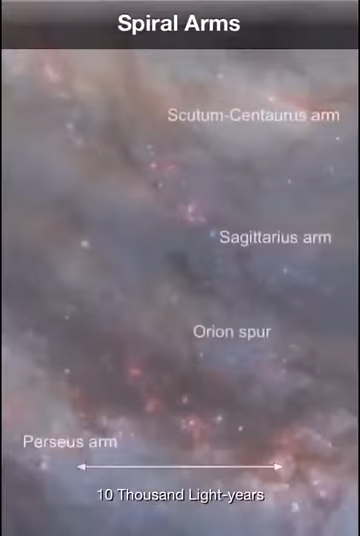 Spiral Arms
Scutum-Centaurus arm
Sagittarius arm
Orion spur
Perseus arm
10 Thousand Light-years